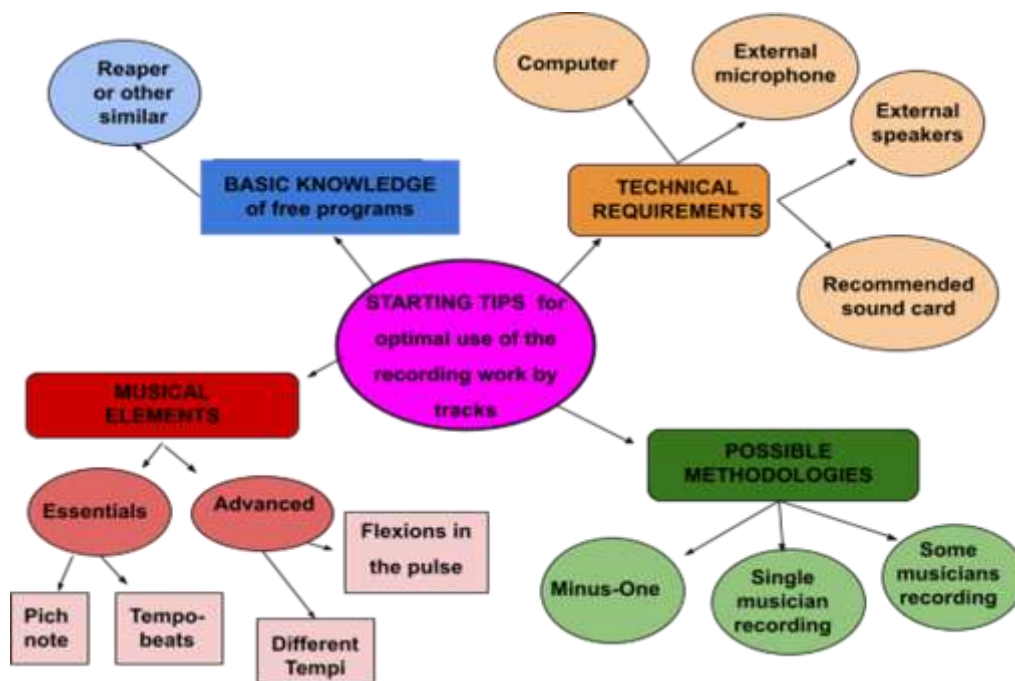 Reaper
or other
similar
Computer
External
microphone
External
speakers
BASIC KNOWLEDGE
of free programs
TECHNICAL
REQUIREMENTS
Recommended
sound card
STARTING TIPS for
optimal use of the
recording work by
tracks
MUSICAL
ELEMENTS
POSSIBLE
METHODOLOGIES
Essentials
Advanced
Flexions in
the pulse
Pich
note
Tempo-
beats
Different
Tempi
Minus-One
Single
musician
recording
Some
musicians
recording